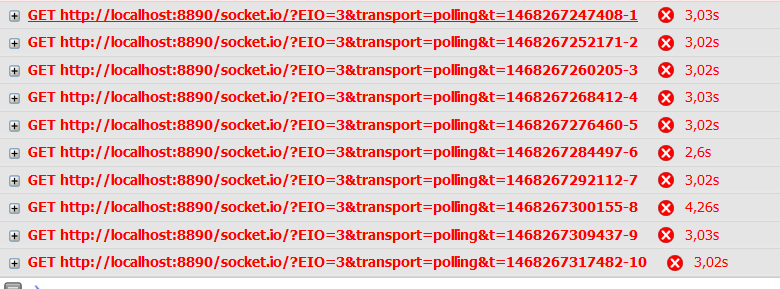 GET http://localhost:8890/socket.io/?EIO=3&transport=polling&t=1468267247408-1 3,03s
GET http://localhost:8890/socket.io/?EIO=3&transport=polling&t=1468267252171-2 3,02s
GET http://localhost:8890/socket.io/?EIO=3&transport=polling&t=1468267260205-3 3,02s
GET http://localhost:8890/socket.io/?EIO=3&transport=polling&t=1468267268412-4 3,03s
GET http://localhost:8890/socket.io/?EIO=3&transport=polling&t=1468267276460-5 3,02s
GET http://localhost:8890/socket.io/?EIO=3&transport=polling&t=1468267284497-6 2,6s
GET http://localhost:8890/socket.io/?EIO=3&transport=polling&t=1468267292112-7 3,02s
GET http://localhost:8890/socket.io/?EIO=3&transport=polling&t=1468267300155-8 4,26s
GET http://localhost:8890/socket.io/?EIO=3&transport=polling&t=1468267309437-9 3,03s
GET http://localhost:8890/socket.io/?EIO=3&transport=polling&t=1468267317482-10 3,02s